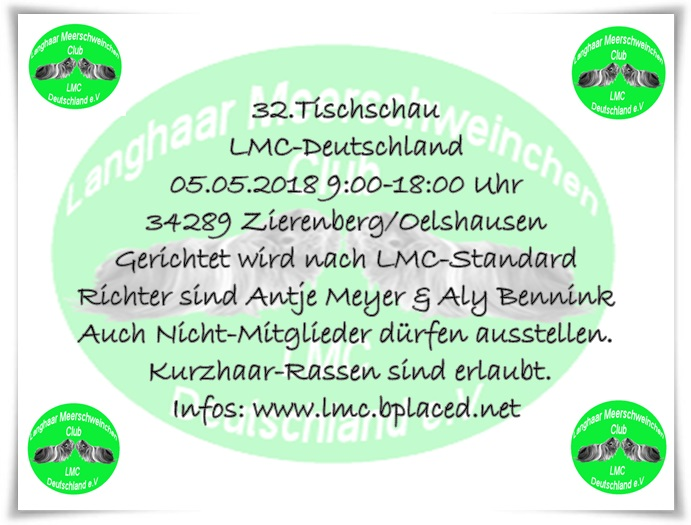 Langhaar Meerschweinchen
Club
LMC
Deutschland e.V
Langhaar Meerschweinchen
Club
LMC
Deutschland e.V
Langhaar Meerschweinchen
Club
LMC
Deutschland e.V
32.Tischschau
LMC-Deutschland
05.05.2018 9:00-18:00 Uhr
34289 Zierenberg/Oelshausen
Gerichtet wird nach LMC-Standard
Richter sind Antje Meyer & Aly Bennink
Auch Nicht-Mitglieder dürfen ausstellen.
Kurzhaar-Rassen sind erlaubt.
Infos: www.lmc.bplaced.net
Langhaar Meerschweinchen
Club
LMC
Deutschland e.V
Langhaar Meerschweinchen
Club
LMC
Deutschland e.V